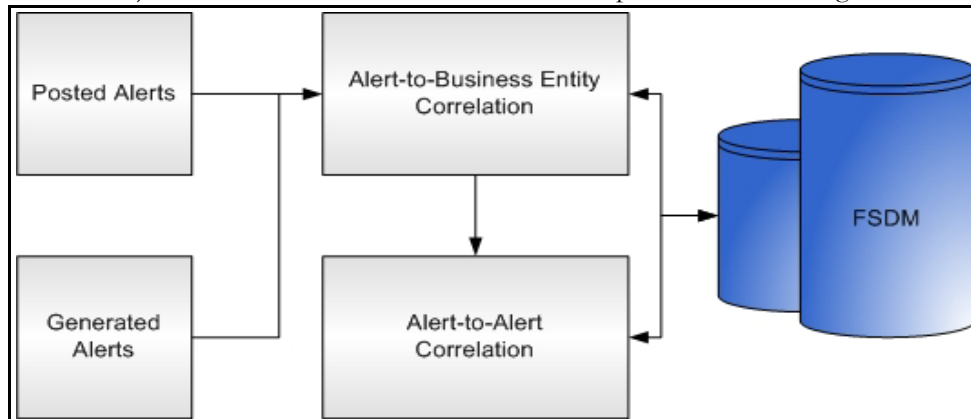 Posted Alerts
Alert-to-Business Entity
Correlation
FSDM
Generated
Alerts
Alert-to-Alert
Correlation